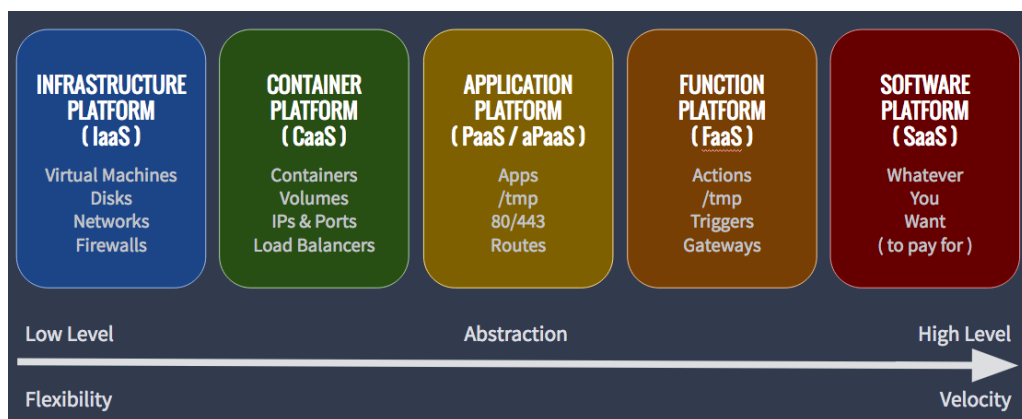 INFRASTRUCTURE
PLATFORM
( IaaS )
Virtual Machines
Disks
Networks
Firewalls
CONTAINER
PLATFORM
( CaaS )
Containers
Volumes
IPs & Ports
Load Balancers
APPLICATION
PLATFORM
( PaaS / aPaaS )
Apps
/tmp
80/443
Routes
FUNCTION
PLATFORM
( FaaS )
Actions
/tmp
Triggers
Gateways
SOFTWARE
PLATFORM
( SaaS )
Whatever
You
Want
( to pay for )
Low Level
Abstraction
High Level
Flexibility
Velocity